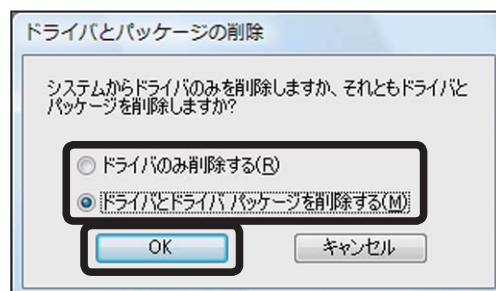 ドライバとパッケージの削除
システムからドライバのみを削除しますか、それともドライバと
パッケージを削除しますか?
ドライバのみ削除する(R)
ドライバとドライバ パッケージを削除する(M)
OK
キャンセル